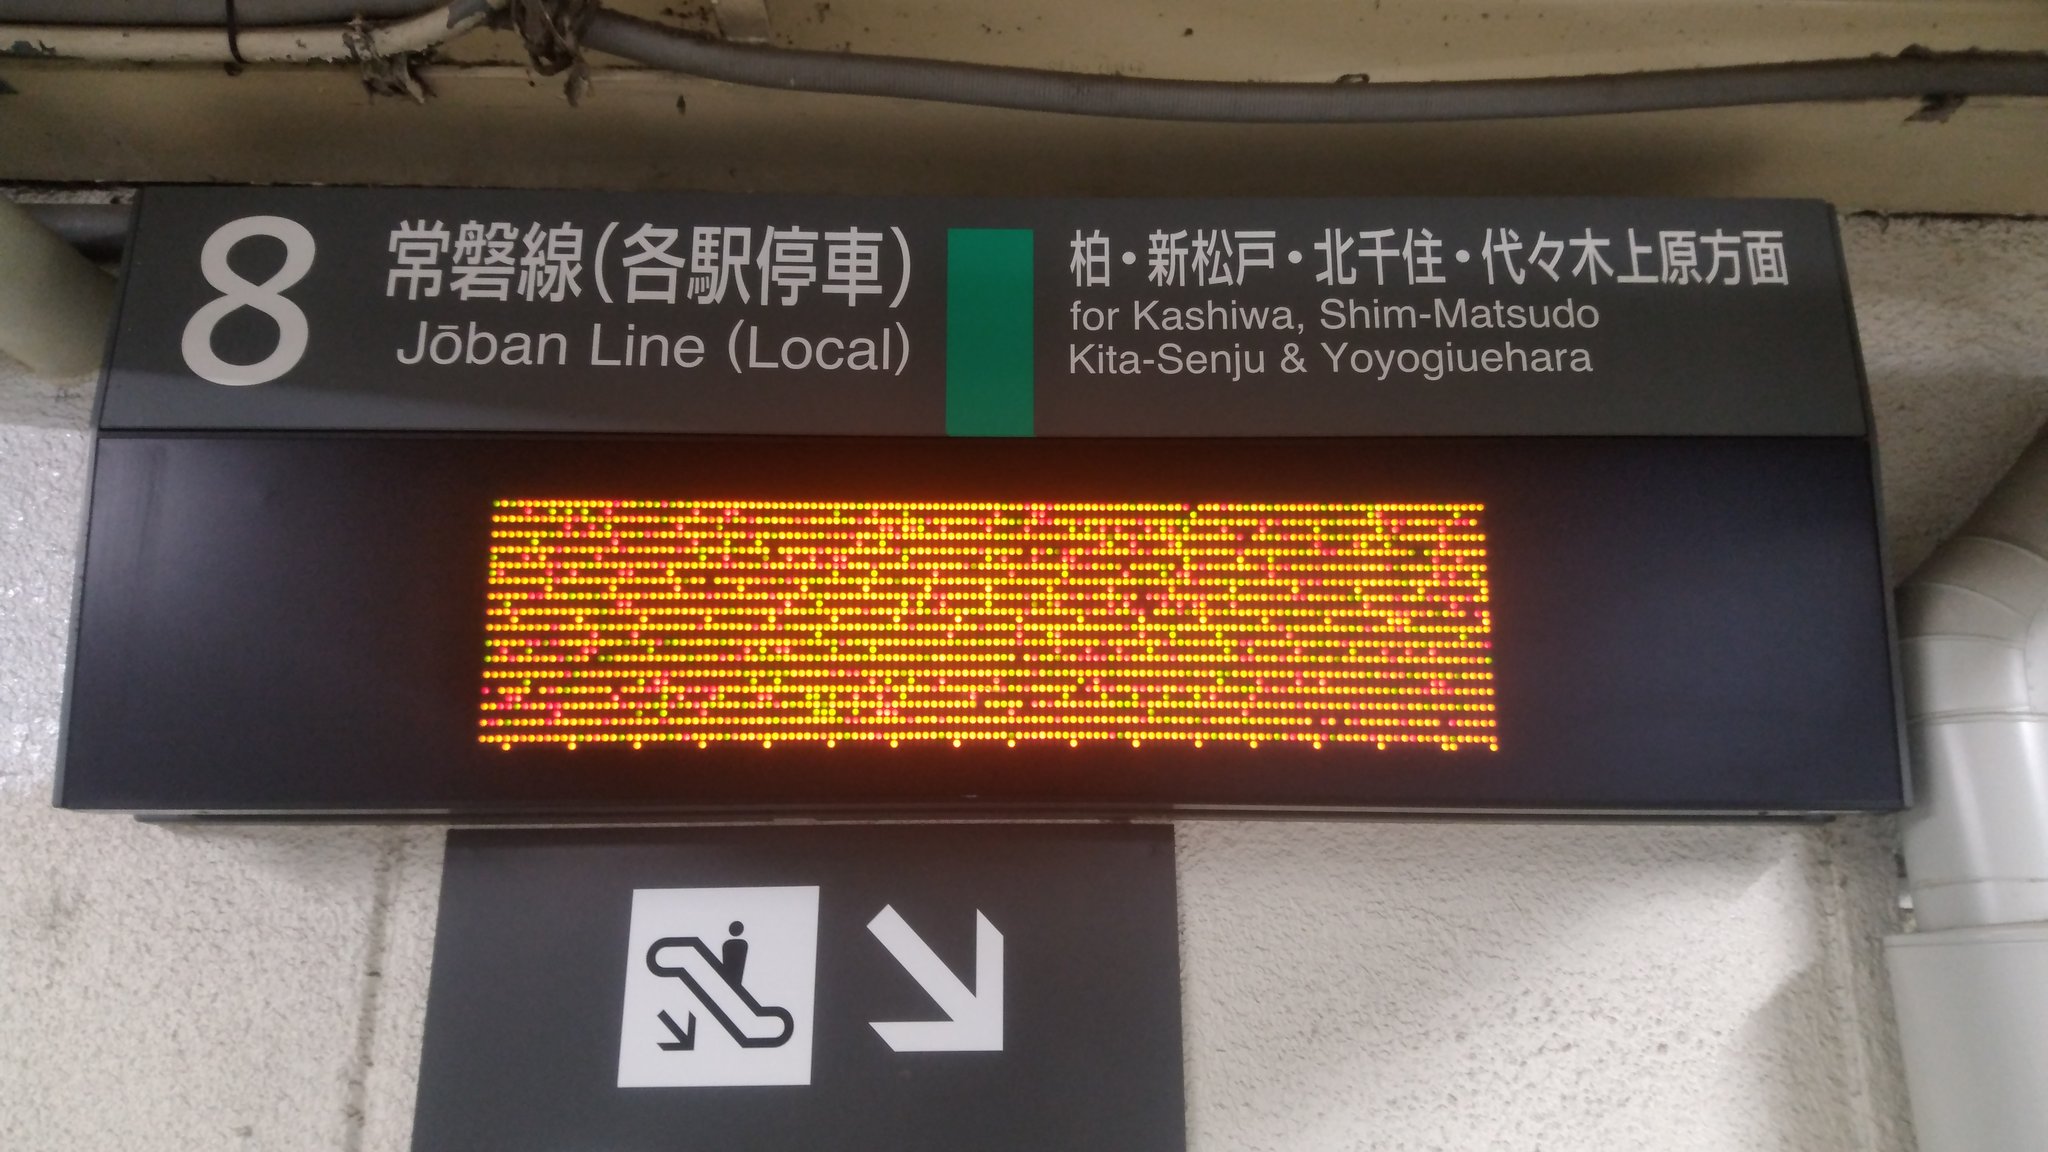 8
常磐線(各駅停車)
Jōban Line (Local)
柏・新松戸・北千住・代々木上原方面
for Kashiwa, Shim-Matsudo
Kita-Senju & Yoyogiuehara